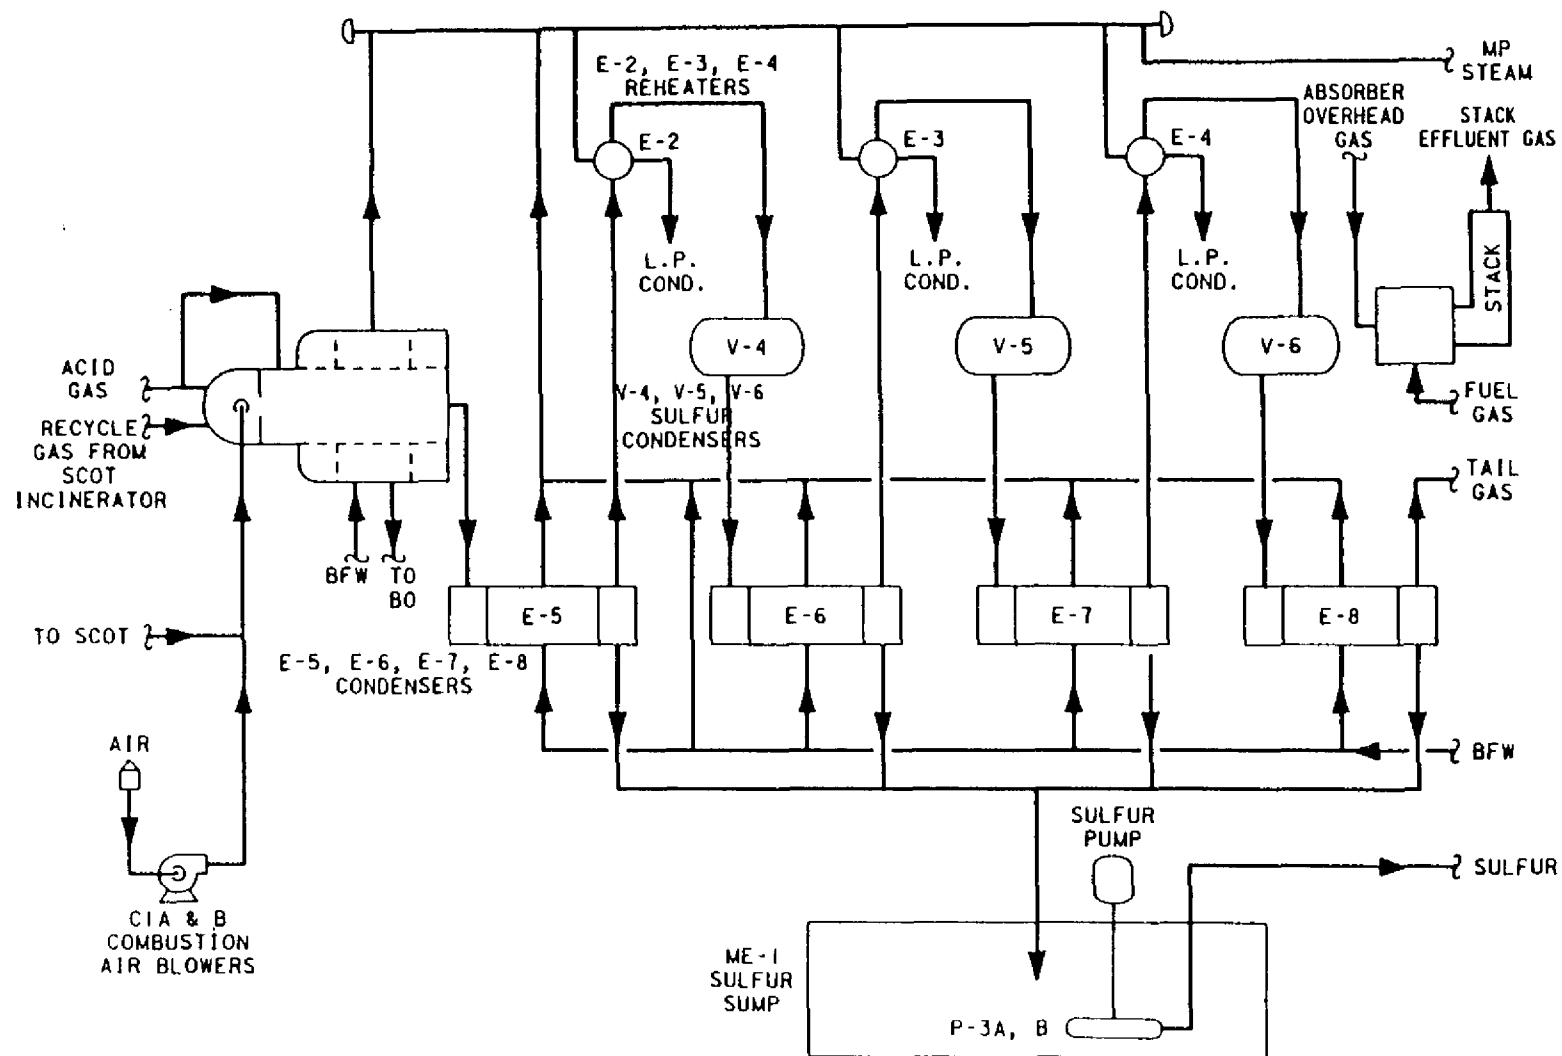 MP
STEAM
E-2, E-3, E-4
REHEATERS
ABSORBER
OVERHEAD
GAS
STACK
EFFLUENT GAS
E-2
E-3
E-4
L.P.
COND.
L.P.
COND.
L.P.
COND.
STACK
V-4
V-5
V-6
ACID
GAS
RECYCLE
GAS FROM
SCOT
INCINERATOR
V-4, V-5, V-6
SULFUR
CONDENSERS
FUEL
GAS
TAIL
GAS
BFW
TO
BO
E-5
E-6
E-7
E-8
TO SCOT
E-5, E-6, E-7, E-8
CONDENSERS
AIR
BFW
SULFUR
PUMP
SULFUR
C1A & B
COMBUSTION
AIR BLOWERS
ME-1
SULFUR
SUMP
P-3A, B